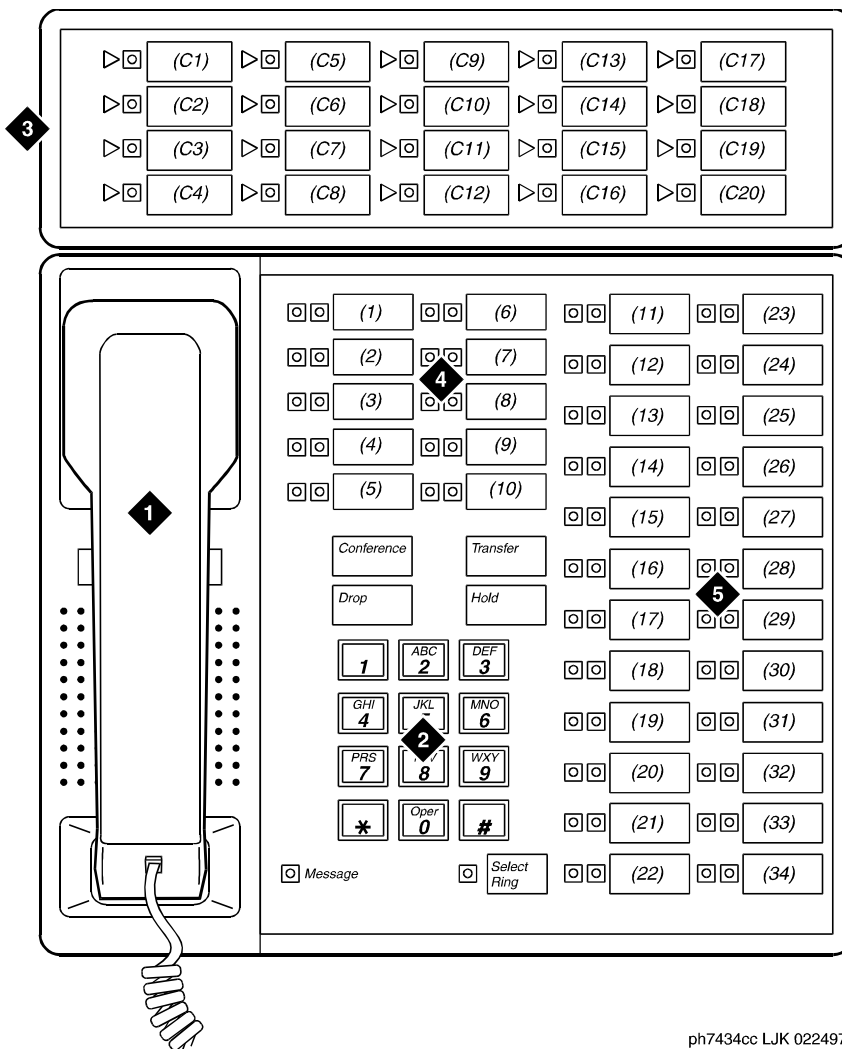 (C1) (C5) (C9) (C13) (C17)
(C2) (C6) (C10) (C14) (C18)
3
(C3) (C7) (C11) (C15) (C19)
(C4) (C8) (C12) (C16) (C20)
(1) (6) (11) (23)
(2) (7) (12) (24)
4
(3) (8) (13) (25)
(4) (9) (14) (26)
(5) (10) (15) (27)
1
Conference Transfer (16) (28)
5
Drop Hold (17) (29)
1 ABC 2 DEF 3 (18) (30)
GHI 4 JKL MNO 6 (19) (31)
2
PRS 7 8 WXY 9 (20) (32)
* Oper 0 # (21) (33)
Message Select Ring (22) (34)
ph7434cc LJK 022497